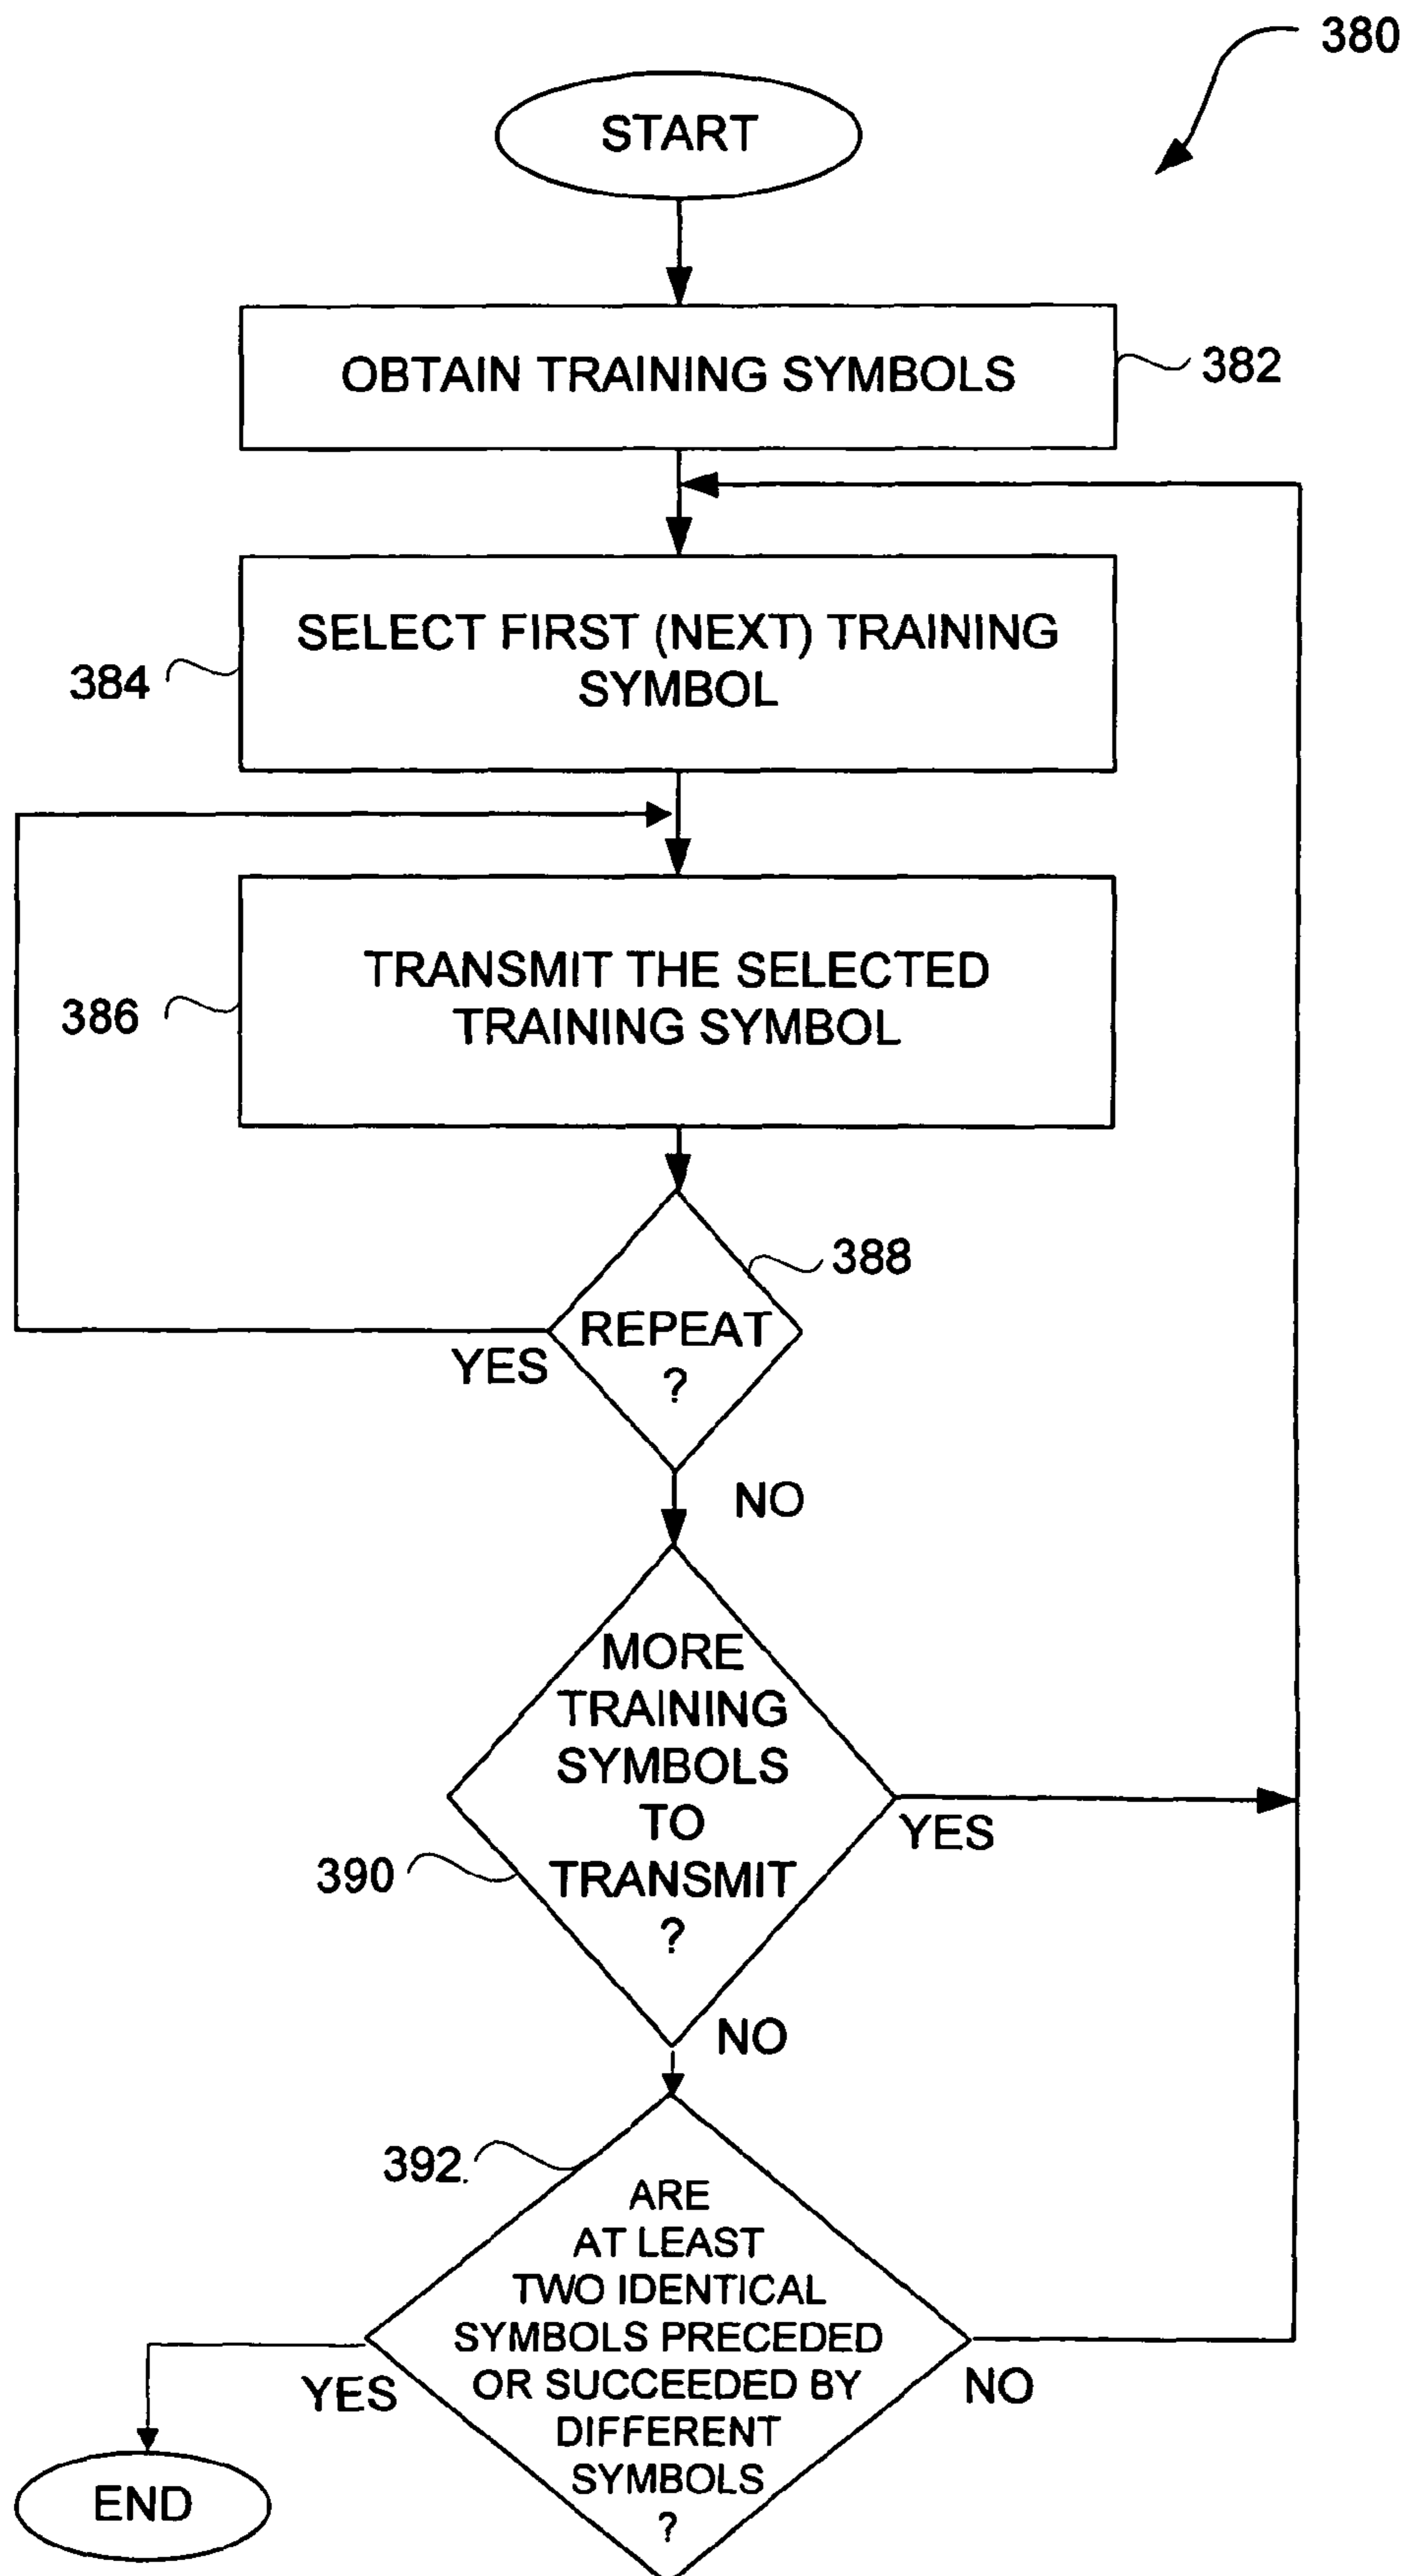 380
START
OBTAIN TRAINING SYMBOLS
382
SELECT FIRST (NEXT) TRAINING
SYMBOL
384
TRANSMIT THE SELECTED
TRAINING SYMBOL
386
388
REPEAT
?
YES
NO
MORE
TRAINING
SYMBOLS
TO
TRANSMIT
?
YES
390
NO
392.
ARE
AT LEAST
TWO IDENTICAL
SYMBOLS PRECEDED
OR SUCCEEDED BY
DIFFERENT
SYMBOLS
?
YES
NO
END